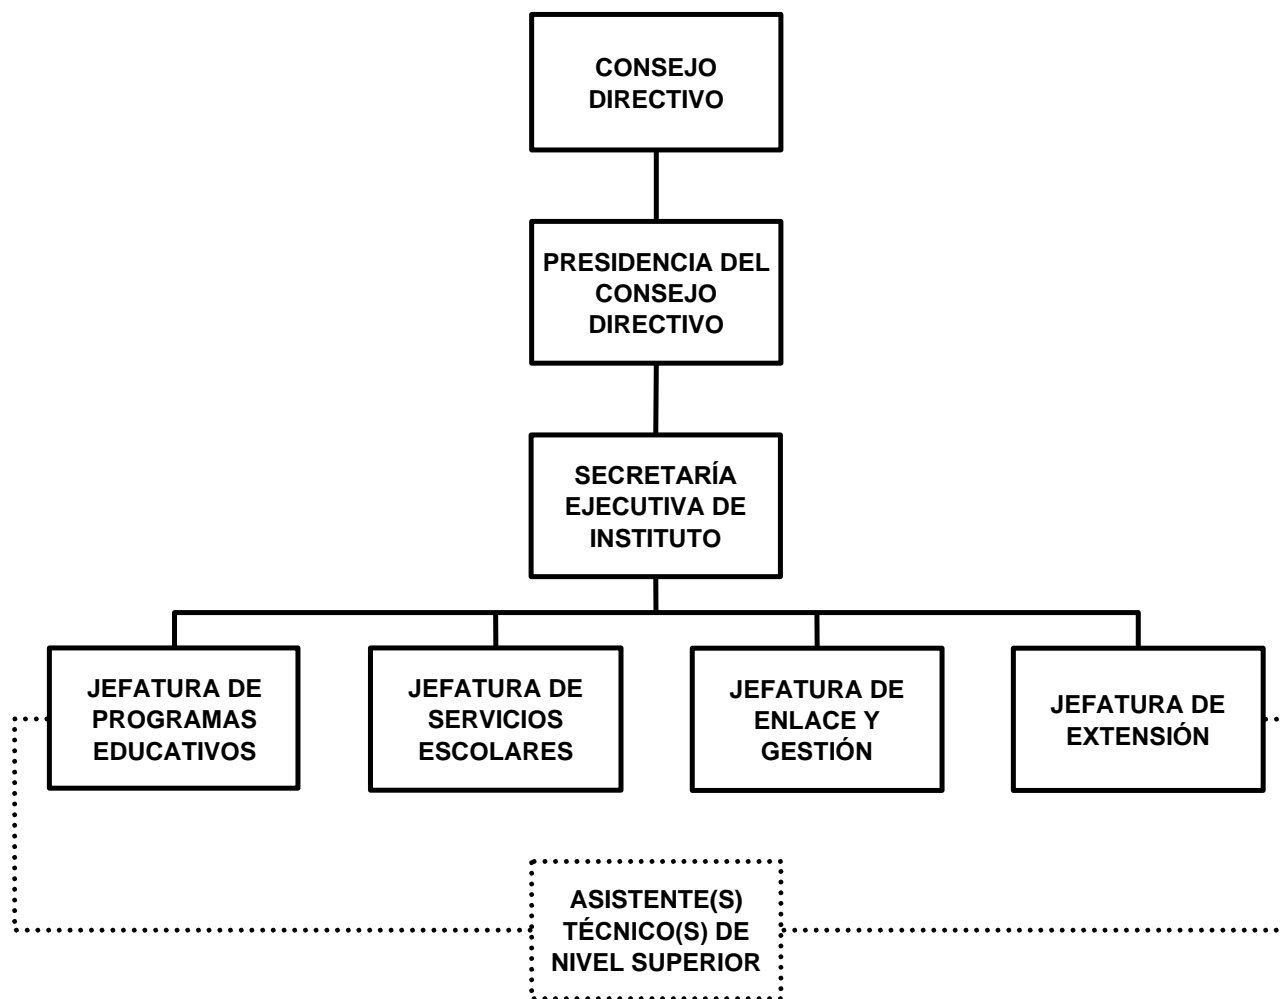 CONSEJO
DIRECTIVO
PRESIDENCIA DEL
CONSEJO
DIRECTIVO
SECRETARÍA
EJECUTIVA DE
INSTITUTO
JEFATURA DE
PROGRAMAS
EDUCATIVOS
JEFATURA DE
SERVICIOS
ESCOLARES
JEFATURA DE
ENLACE Y
GESTIÓN
JEFATURA DE
EXTENSIÓN
ASISTENTE(S)
TÉCNICO(S) DE
NIVEL SUPERIOR